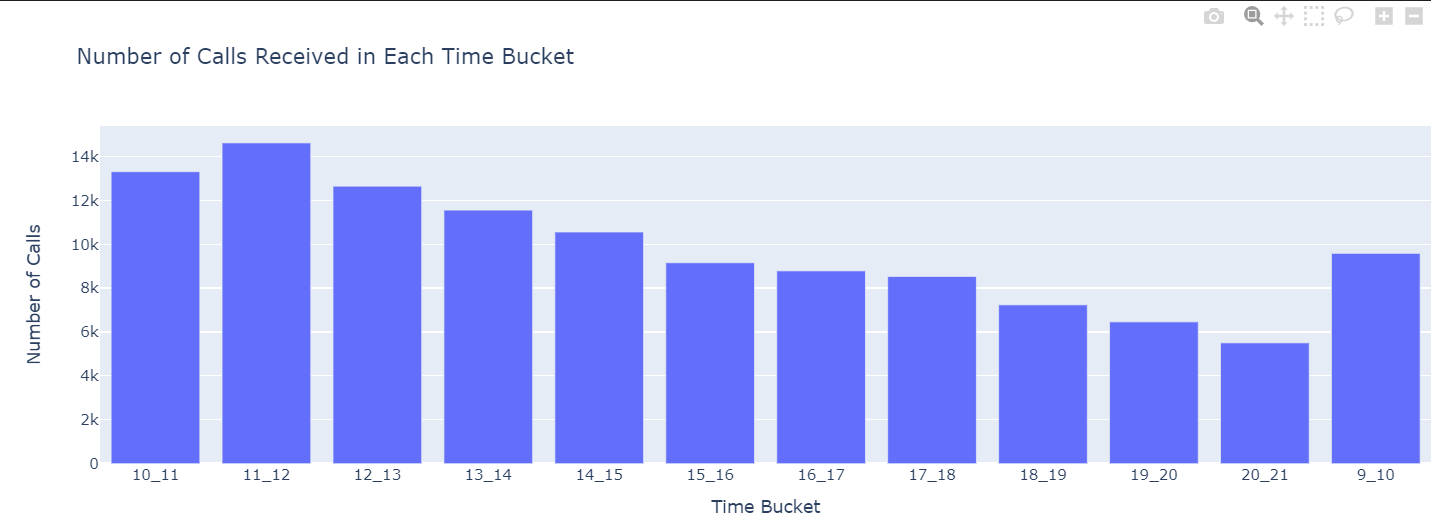 Number of Calls Received in Each Time Bucket
Number of Calls
14k
12k
10k
8k
6k
4k
2k
0
10_11 11_12 12_13 13_14 14_15 15_16 16_17 17_18 18_19 19_20 20_21 9_10
Time Bucket